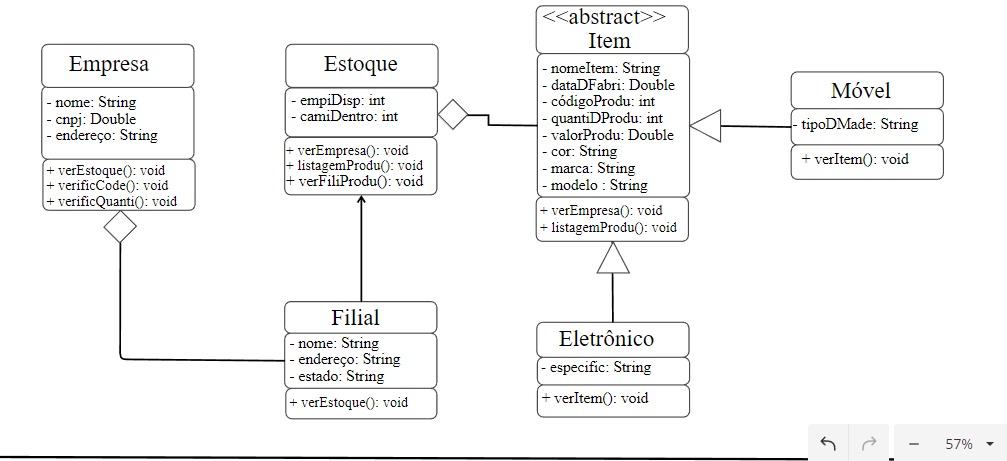 Empresa
- nome: String
- cnpj: Double
- endereço: String
+ verEstoque(): void
+ verificCode(): void
+ verificQuanti(): void
Estoque
- empiDisp: int
- camiDentro: int
+ verEmpresa(): void
+ listagemProdu(): void
+ verFiliProdu(): void
<<abstract>>
Item
- nomeItem: String
- dataDFabri: Double
- códigoProdu: int
- quantiDProdu: int
- valorProdu: Double
- cor: String
- marca: String
- modelo : String
+ verEmpresa(): void
+ listagemProdu(): void
Móvel
- tipoDMade: String
+ verItem(): void
Filial
- nome: String
- endereço: String
- estado: String
+ verEstoque(): void
Eletrônico
- especific: String
+ verItem(): void
57%